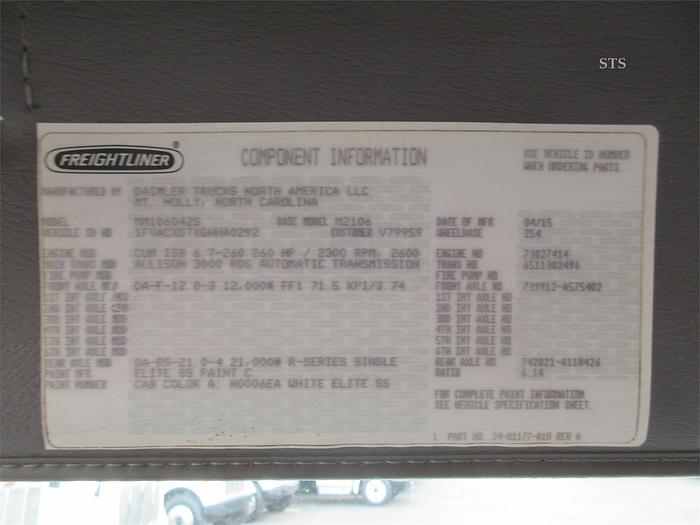 STS
FREIGHTLINER ®
COMPONENT INFORMATION
USE VEHICLE ID NUMBER
WHEN ORDERING PARTS.
MANUFACTURED BY DAIMLER TRUCKS NORTH AMERICA LLC
MT. HOLLY, NORTH CAROLINA
MODEL MM106042S BASE MODEL M2106 DATE OF MFR 04/15
VEHICLE ID NO 1FVACXDTXGHHA0292 CUSTOMER V79959 WHEELBASE 254
ENGINE MOD CUM ISB 6.7-260 260 HP / 2300 RPM, 2600 ENGINE NO 73827414
MAIN TRANS MOD ALLISON 3000 RDS AUTOMATIC TRANSMISSION TRANS NO 6511302496
FIRE PUMP MOD FIRE PUMP NO
FRONT AXLE DA-F-12.0-3 12,000# FF1 71.5 KPI/3.74 FRONT AXLE NO 739912-AS75402
1ST INT AXLE 1ST INT AXLE NO
2ND INT AXLE 2ND INT AXLE NO
3RD INT AXLE MOD 3RD INT AXLE NO
4TH INT AXLE MOD 4TH INT AXLE NO
5TH INT AXLE MOD 5TH INT AXLE NO
6TH INT AXLE MOD 6TH INT AXLE NO
REAR AXLE MOD DA-RS-21.0-4 21,000# R-SERIES SINGLE REAR AXLE NO 742821-A118426
PAINT MFR ELITE SS PAINT C RATIO 6.14
PAINT NUMBER CAB COLOR A: N0006EA WHITE ELITE SS
FOR COMPLETE PAINT INFORMATION
SEE VEHICLE SPECIFICATION SHEET.
PART NO. 24-01177-010 REV A